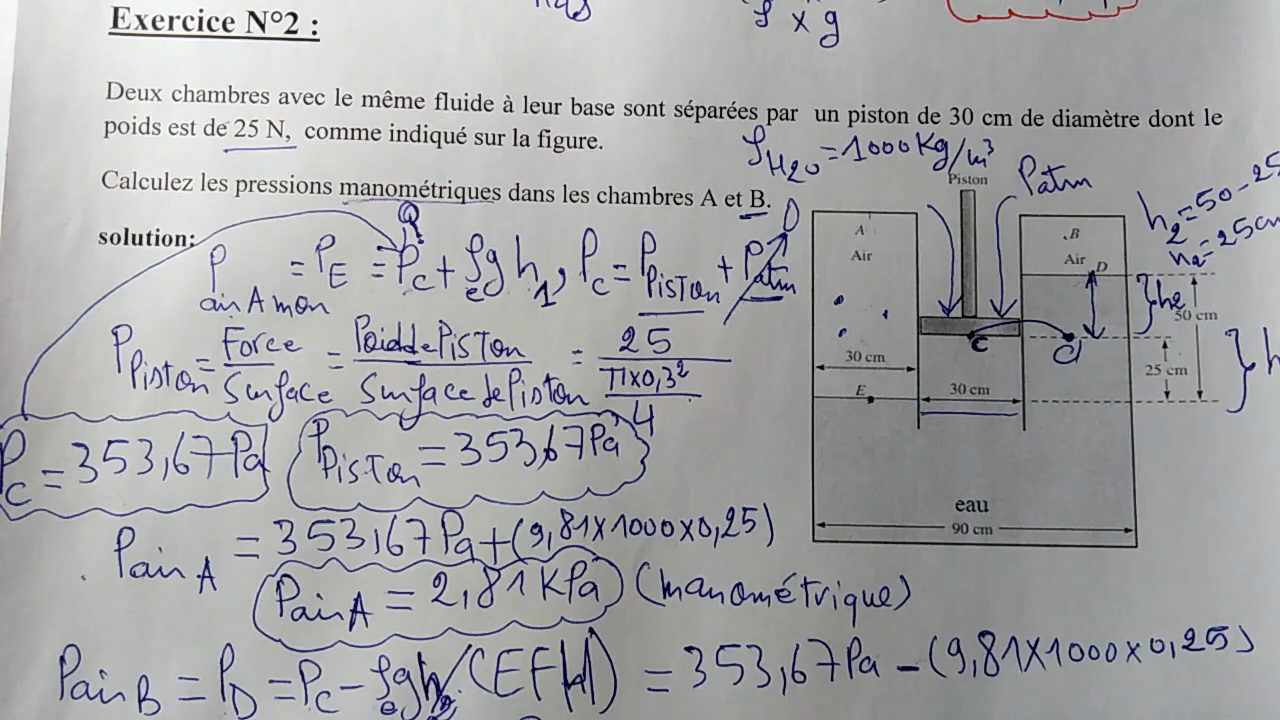 ρ x g
Exercice N°2 :
Deux chambres avec le même fluide à leur base sont séparées par un piston de 30 cm de diamètre dont le
poids est de 25 N, comme indiqué sur la figure.
ρH2O = 1000 Kg/m³
Calculez les pressions manométriques dans les chambres A et B.
solution:
P air A man = PE = PC + ρe g h1, PC = PPISTON + Patm 0
PPISTON = Force / Surface = Poid de PISTON / Surface de PISTON = 25 / (π x 0,3² / 4)
PC = 353,67 Pa
PPISTON = 353,67 Pa
Pair A = 353,67 Pa + (9,81 x 1000 x 0,25)
Pair A = 2,81 KPa (manométrique)
Pair B = PD = PC - ρe g h2 (EFH) = 353,67 Pa - (9,81 x 1000 x 0,25)
Piston
Patm
h2 = 50 - 25
= 25 cm
A
Air
B
Air
D
h2
50 cm
C
25 cm
h
30 cm
30 cm
E
eau
90 cm